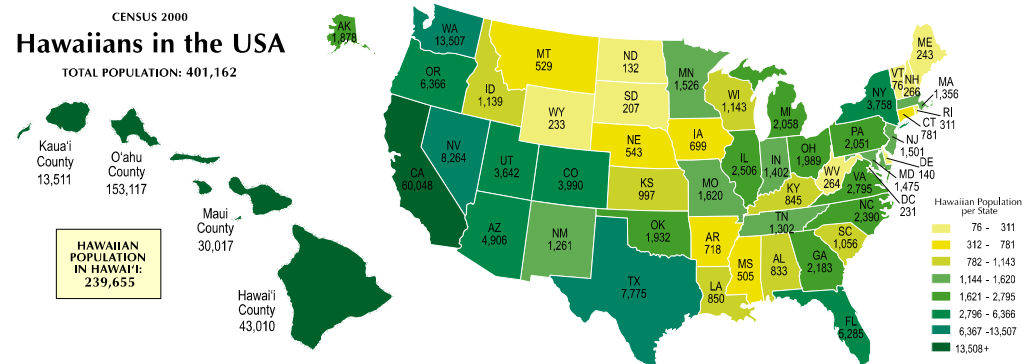 CENSUS 2000
Hawaiians in the USA
TOTAL POPULATION: 401,162
Kaua'i
County
13,511
O'ahu
County
153,117
Maui
County
30,017
Hawai'i
County
43,010
HAWAIIAN
POPULATION
IN HAWAI'I:
239,655
AK
1,878
WA
13,507
OR
6,366
CA
60,048
NV
8,264
ID
1,139
MT
529
WY
233
UT
3,642
CO
3,990
AZ
4,906
NM
1,261
ND
132
SD
207
NE
543
KS
997
OK
1,932
TX
7,775
MN
1,526
IA
699
MO
1,620
AR
718
LA
850
WI
1,143
IL
2,506
MI
2,058
IN
1,402
OH
1,989
KY
845
TN
1,302
MS
505
AL
833
GA
2,183
FL
5,285
SC
1,056
NC
2,390
VA
2,795
WV
264
PA
2,051
NY
3,758
VT
76
NH
266
ME
243
MA
1,356
RI
311
CT
781
NJ
1,501
DE
140
MD
1,475
DC
231
Hawaiian Population
per State
76 - 311
312 - 781
782 - 1,143
1,144 - 1,620
1,621 - 2,795
2,796 - 6,366
6,367 -13,507
13,508+